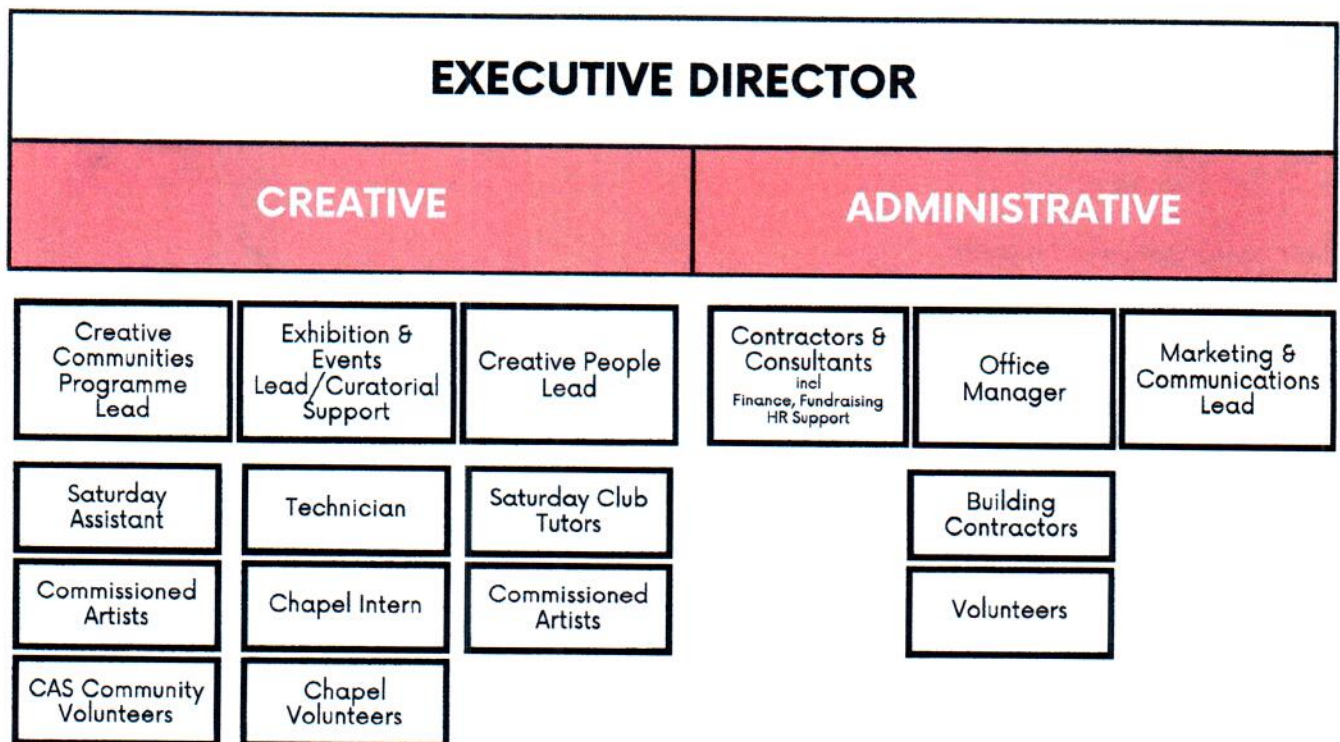 EXECUTIVE DIRECTOR
CREATIVE
ADMINISTRATIVE
Creative
Communities
Programme
Lead
Exhibition &
Events
Lead/Curatorial
Support
Creative People
Lead
Contractors &
Consultants
incl
Finance, Fundraising
HR Support
Office
Manager
Marketing &
Communications
Lead
Saturday
Assistant
Technician
Saturday Club
Tutors
Building
Contractors
Commissioned
Artists
Chapel Intern
Commissioned
Artists
Volunteers
CAS Community
Volunteers
Chapel
Volunteers